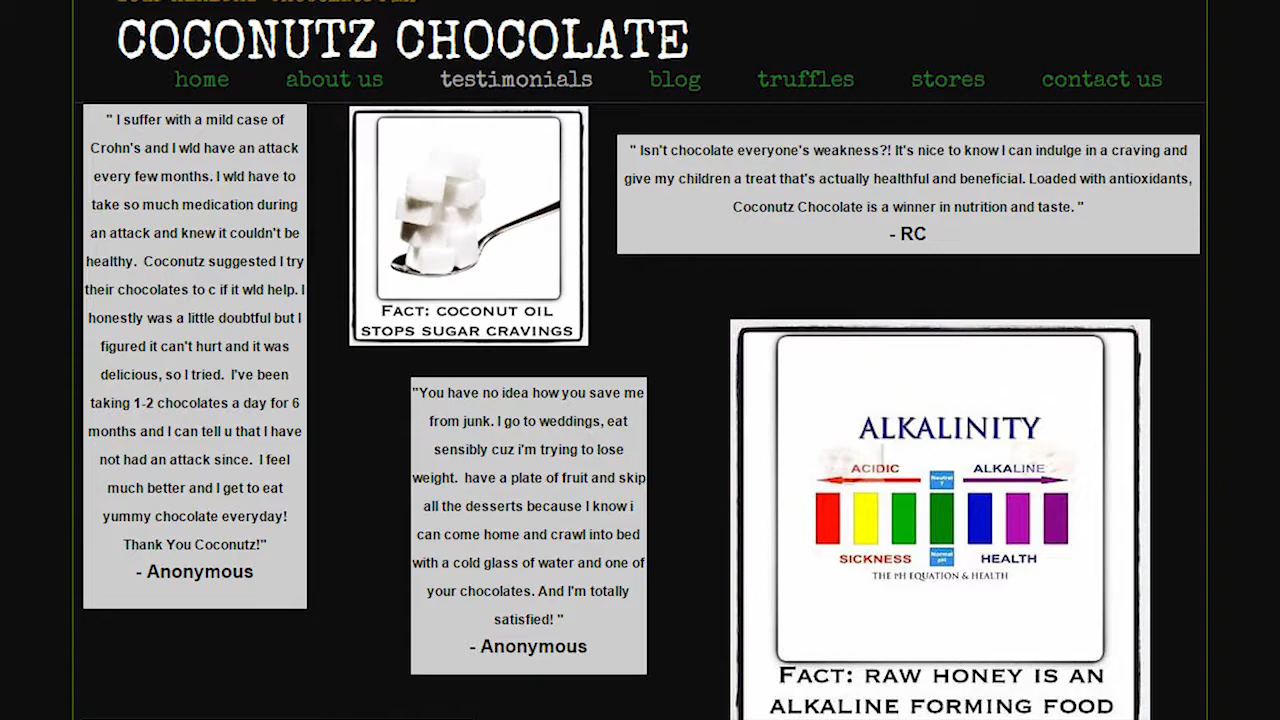 COCONUTZ CHOCOLATE
home about us testimonials blog truffles stores contact us
" I suffer with a mild case of
Crohn's and I wld have an attack
every few months. I wld have to
take so much medication during
an attack and knew it couldn't be
healthy. Coconutz suggested I try
their chocolates to c if it wld help. I
honestly was a little doubtful but I
figured it can't hurt and it was
delicious, so I tried. I've been
taking 1-2 chocolates a day for 6
months and I can tell u that I have
not had an attack since. I feel
much better and I get to eat
yummy chocolate everyday!
Thank You Coconutz!"
- Anonymous
FACT: COCONUT OIL
STOPS SUGAR CRAVINGS
"You have no idea how you save me
from junk. I go to weddings, eat
sensibly cuz i'm trying to lose
weight. have a plate of fruit and skip
all the desserts because I know i
can come home and crawl into bed
with a cold glass of water and one of
your chocolates. And I'm totally
satisfied! "
- Anonymous
" Isn't chocolate everyone's weakness?! It's nice to know I can indulge in a craving and
give my children a treat that's actually healthful and beneficial. Loaded with antioxidants,
Coconutz Chocolate is a winner in nutrition and taste. "
- RC
ALKALINITY
ACIDIC Neutral ALKALINE
7
SICKNESS Normal HEALTH
pH
THE pH EQUATION & HEALTH
FACT: RAW HONEY IS AN
ALKALINE FORMING FOOD